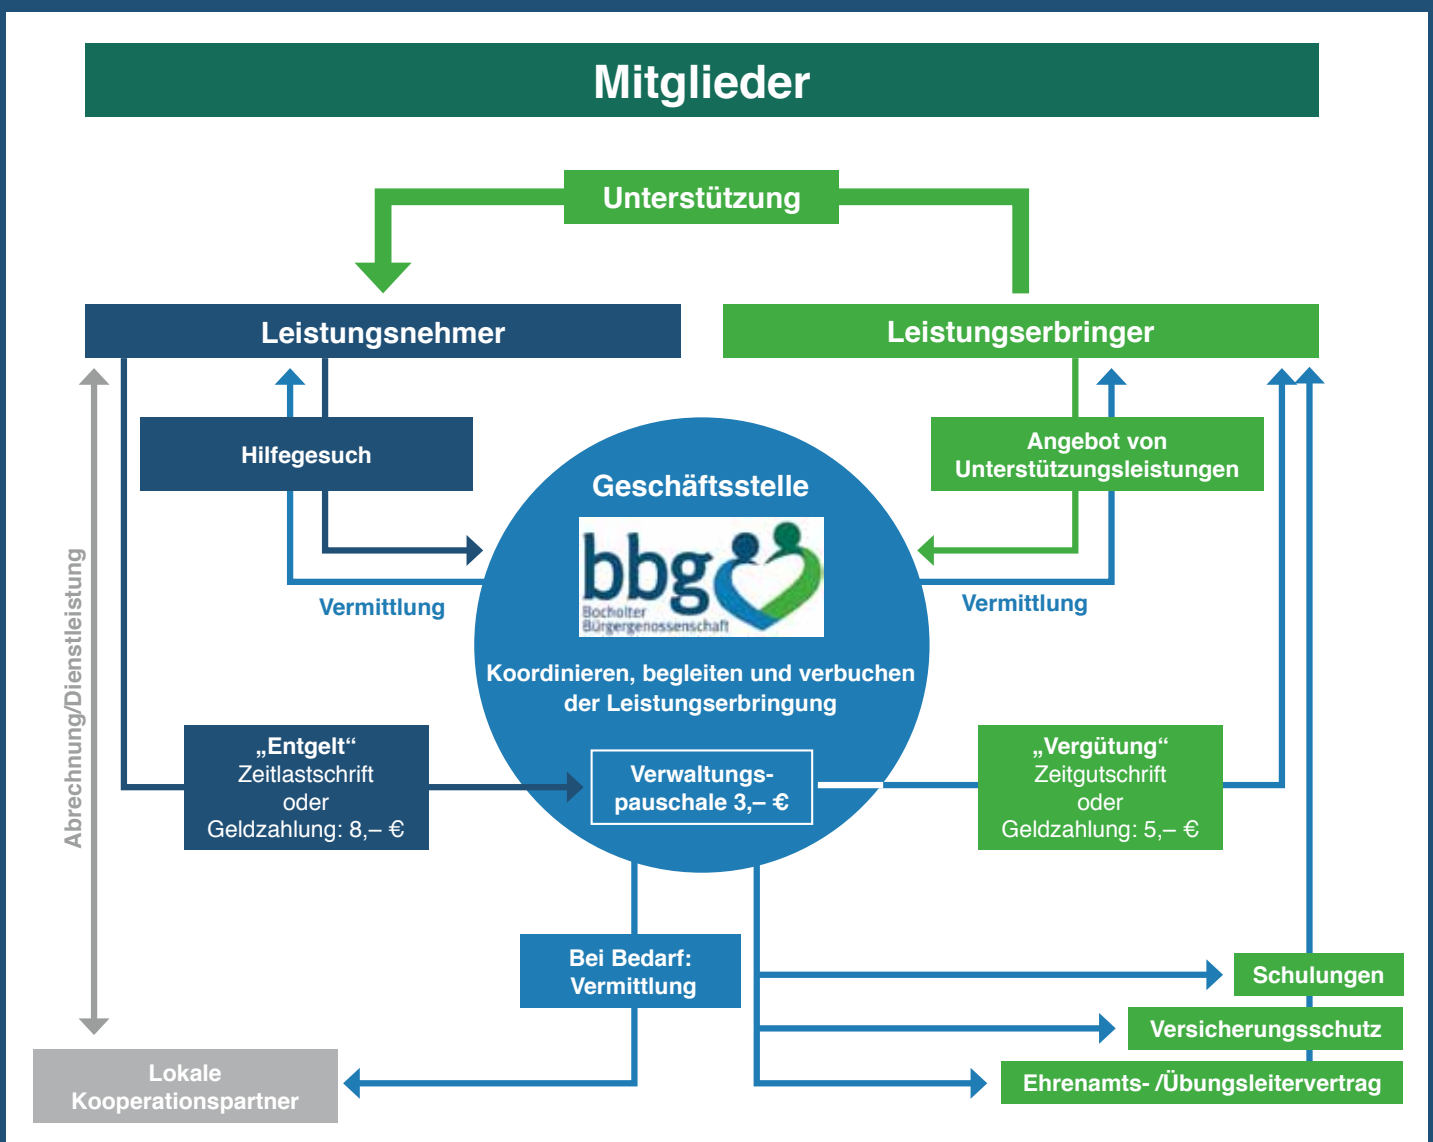 Mitglieder
Unterstützung
Leistungsnehmer
Leistungserbringer
Hilfegesuch
Angebot von
Unterstützungsleistungen
Geschäftsstelle
bbg
Bocholter
Bürgergenossenschaft
Vermittlung
Vermittlung
Koordinieren, begleiten und verbuchen
der Leistungserbringung
Abrechnung/Dienstleistung
„Entgelt“
Zeitlastschrift
oder
Geldzahlung: 8,– €
Verwaltungs-
pauschale 3,– €
„Vergütung“
Zeitgutschrift
oder
Geldzahlung: 5,– €
Bei Bedarf:
Vermittlung
Schulungen
Versicherungsschutz
Ehrenamts- /Übungsleitervertrag
Lokale
Kooperationspartner